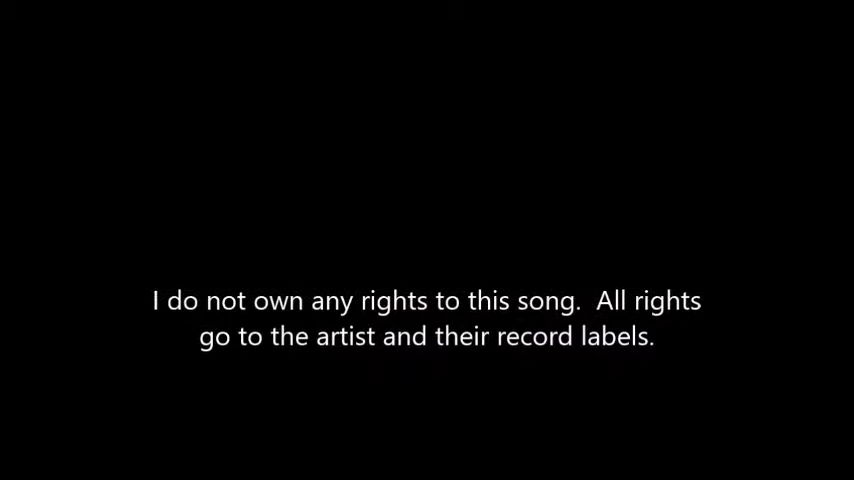 I do not own any rights to this song.  All rights
go to the artist and their record labels.